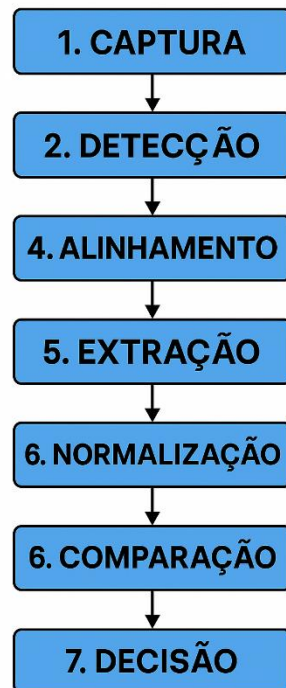 1. CAPTURA
2. DETECÇÃO
4. ALINHAMENTO
5. EXTRAÇÃO
6. NORMALIZAÇÃO
6. COMPARAÇÃO
7. DECISÃO